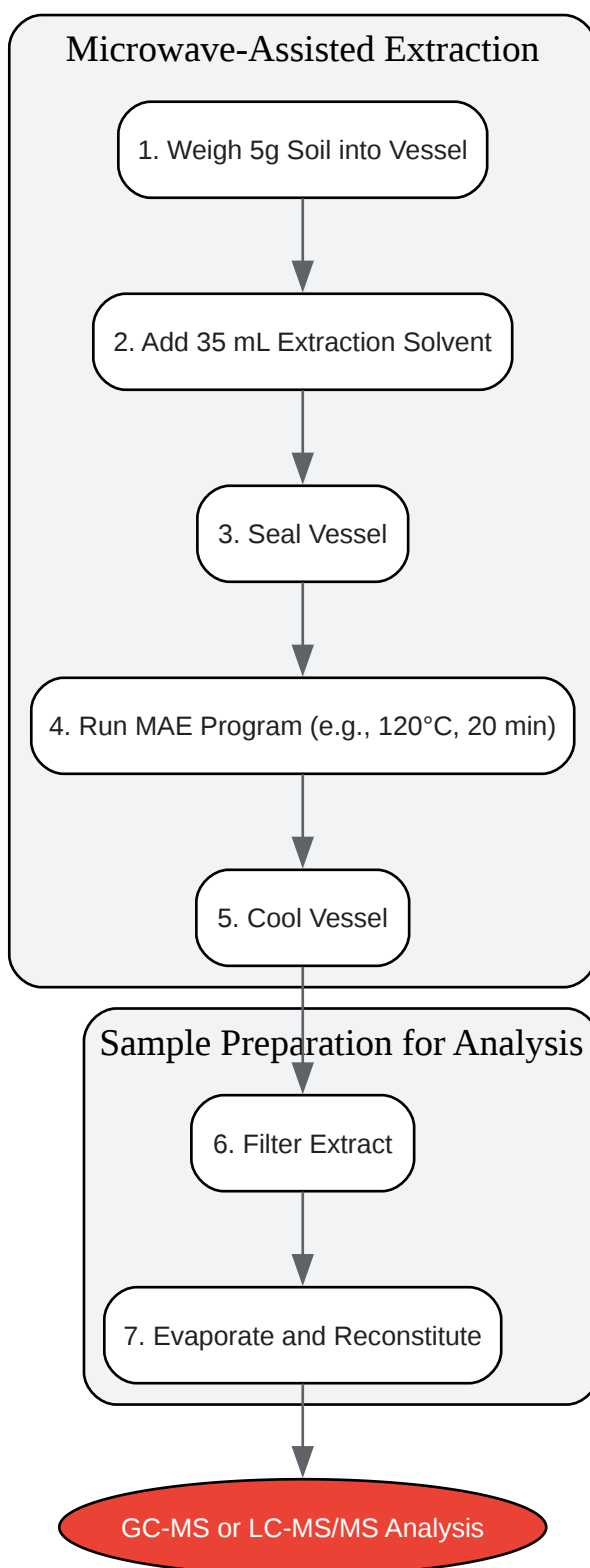 Microwave-Assisted Extraction
1. Weigh 5g Soil into Vessel
2. Add 35 mL Extraction Solvent
3. Seal Vessel
4. Run MAE Program (e.g., 120°C, 20 min)
5. Cool Vessel
Sample Preparation for Analysis
6. Filter Extract
7. Evaporate and Reconstitute
GC-MS or LC-MS/MS Analysis